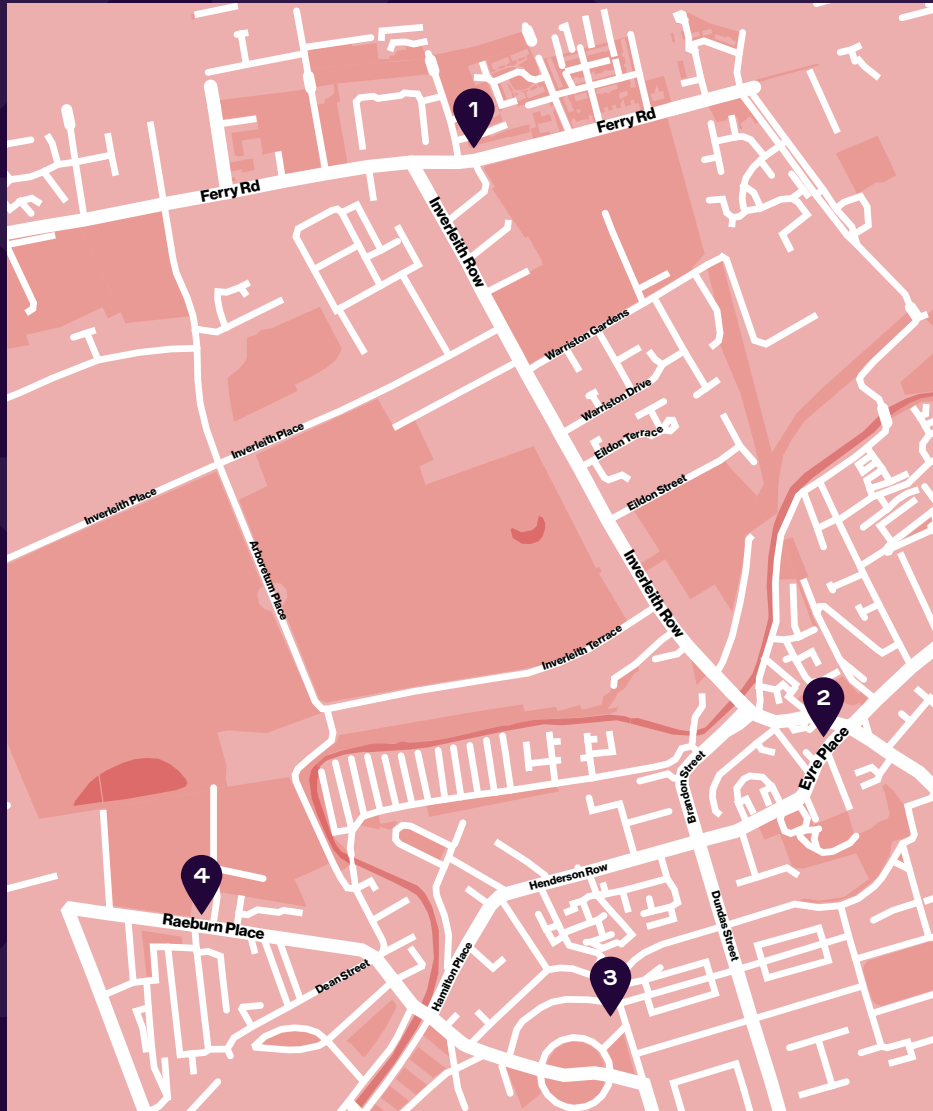 1
Ferry Rd
Ferry Rd
Inverleith Row
Warriston Gardens
Warriston Drive
Inverleith Place
Eildon Terrace
Inverleith Place
Eildon Street
Arboretum Place
Inverleith Row
Inverleith Terrace
2
Eyre Place
Brandon Street
4
Henderson Row
Raeburn Place
Dundas Street
Hamilton Place
Dean Street
3